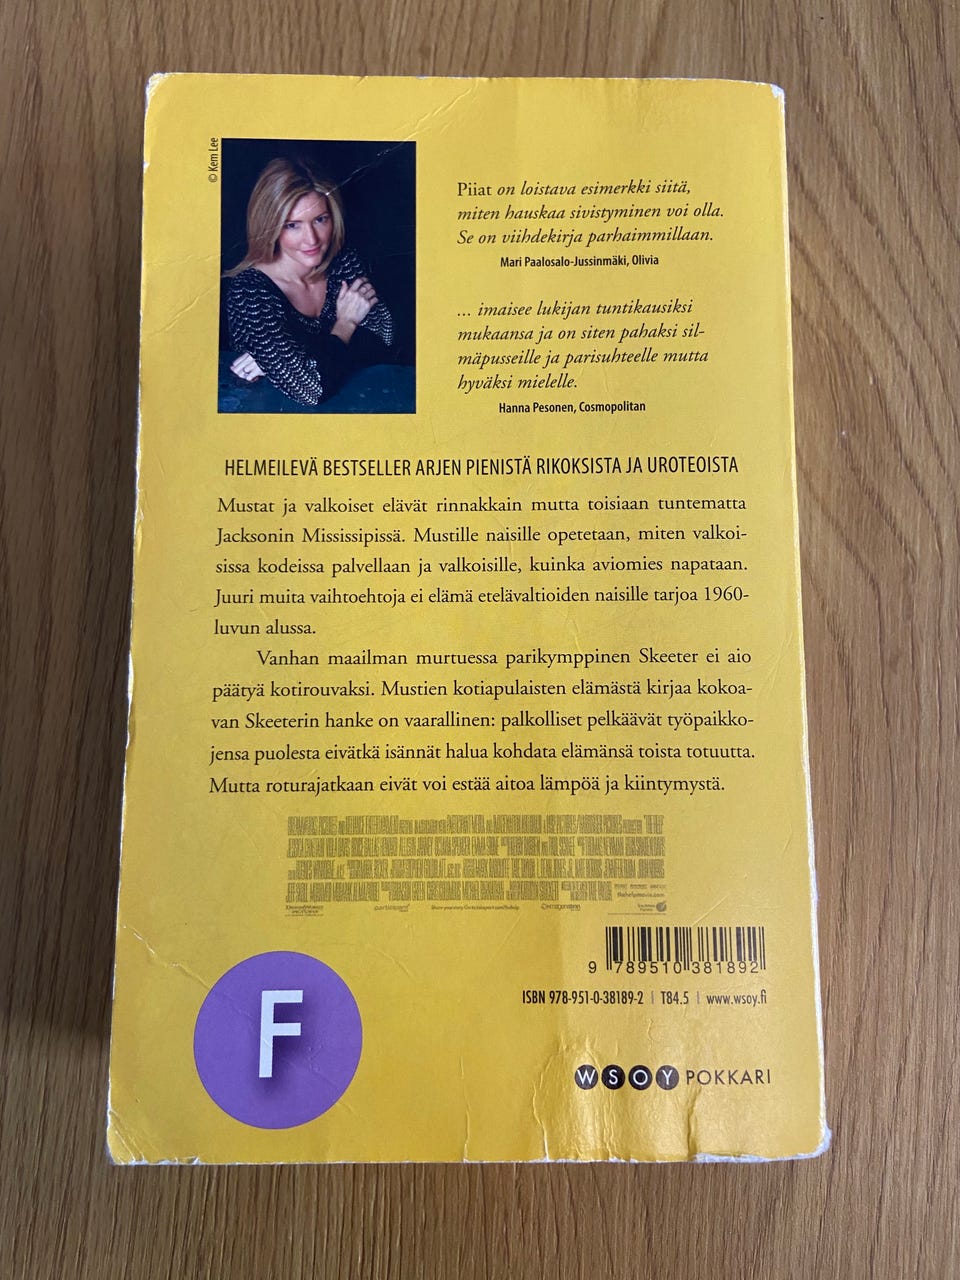 © Kem Lee
Piiat on loistava esimerkki siitä,
miten hauskaa sivistyminen voi olla.
Se on viihdekirja parhaimmillaan.
Mari Paalosalo-Jussinmäki, Olivia
... imaisee lukijan tuntikausiksi
mukaansa ja on siten pahaksi sil-
mäpusseille ja parisuhteelle mutta
hyväksi mielelle.
Hanna Pesonen, Cosmopolitan
HELMEILEVÄ BESTSELLER ARJEN PIENISTÄ RIKOKSISTA JA UROTEOISTA
Mustat ja valkoiset elävät rinnakkain mutta toisiaan tuntematta
Jacksonin Mississipissä. Mustille naisille opetetaan, miten valkoi-
sissa kodeissa palvellaan ja valkoisille, kuinka aviomies napataan.
Juuri muita vaihtoehtoja ei elämä etelävaltioiden naisille tarjoa 1960-
luvun alussa.
Vanhan maailman murtuessa parikymppinen Skeeter ei aio
päätyä kotirouvaksi. Mustien kotiapulaisten elämästä kirjaa kokoa-
van Skeeterin hanke on vaarallinen: palkolliset pelkäävät työpaikko-
jensa puolesta eivätkä isännät halua kohdata elämänsä toista totuutta.
Mutta roturajatkaan eivät voi estää aitoa lämpöä ja kiintymystä.
thehelpmovie.com
participant
9 789510 381892
ISBN 978-951-0-38189-2 | T84.5 | www.wsoy.fi
F
WSOY POKKARI